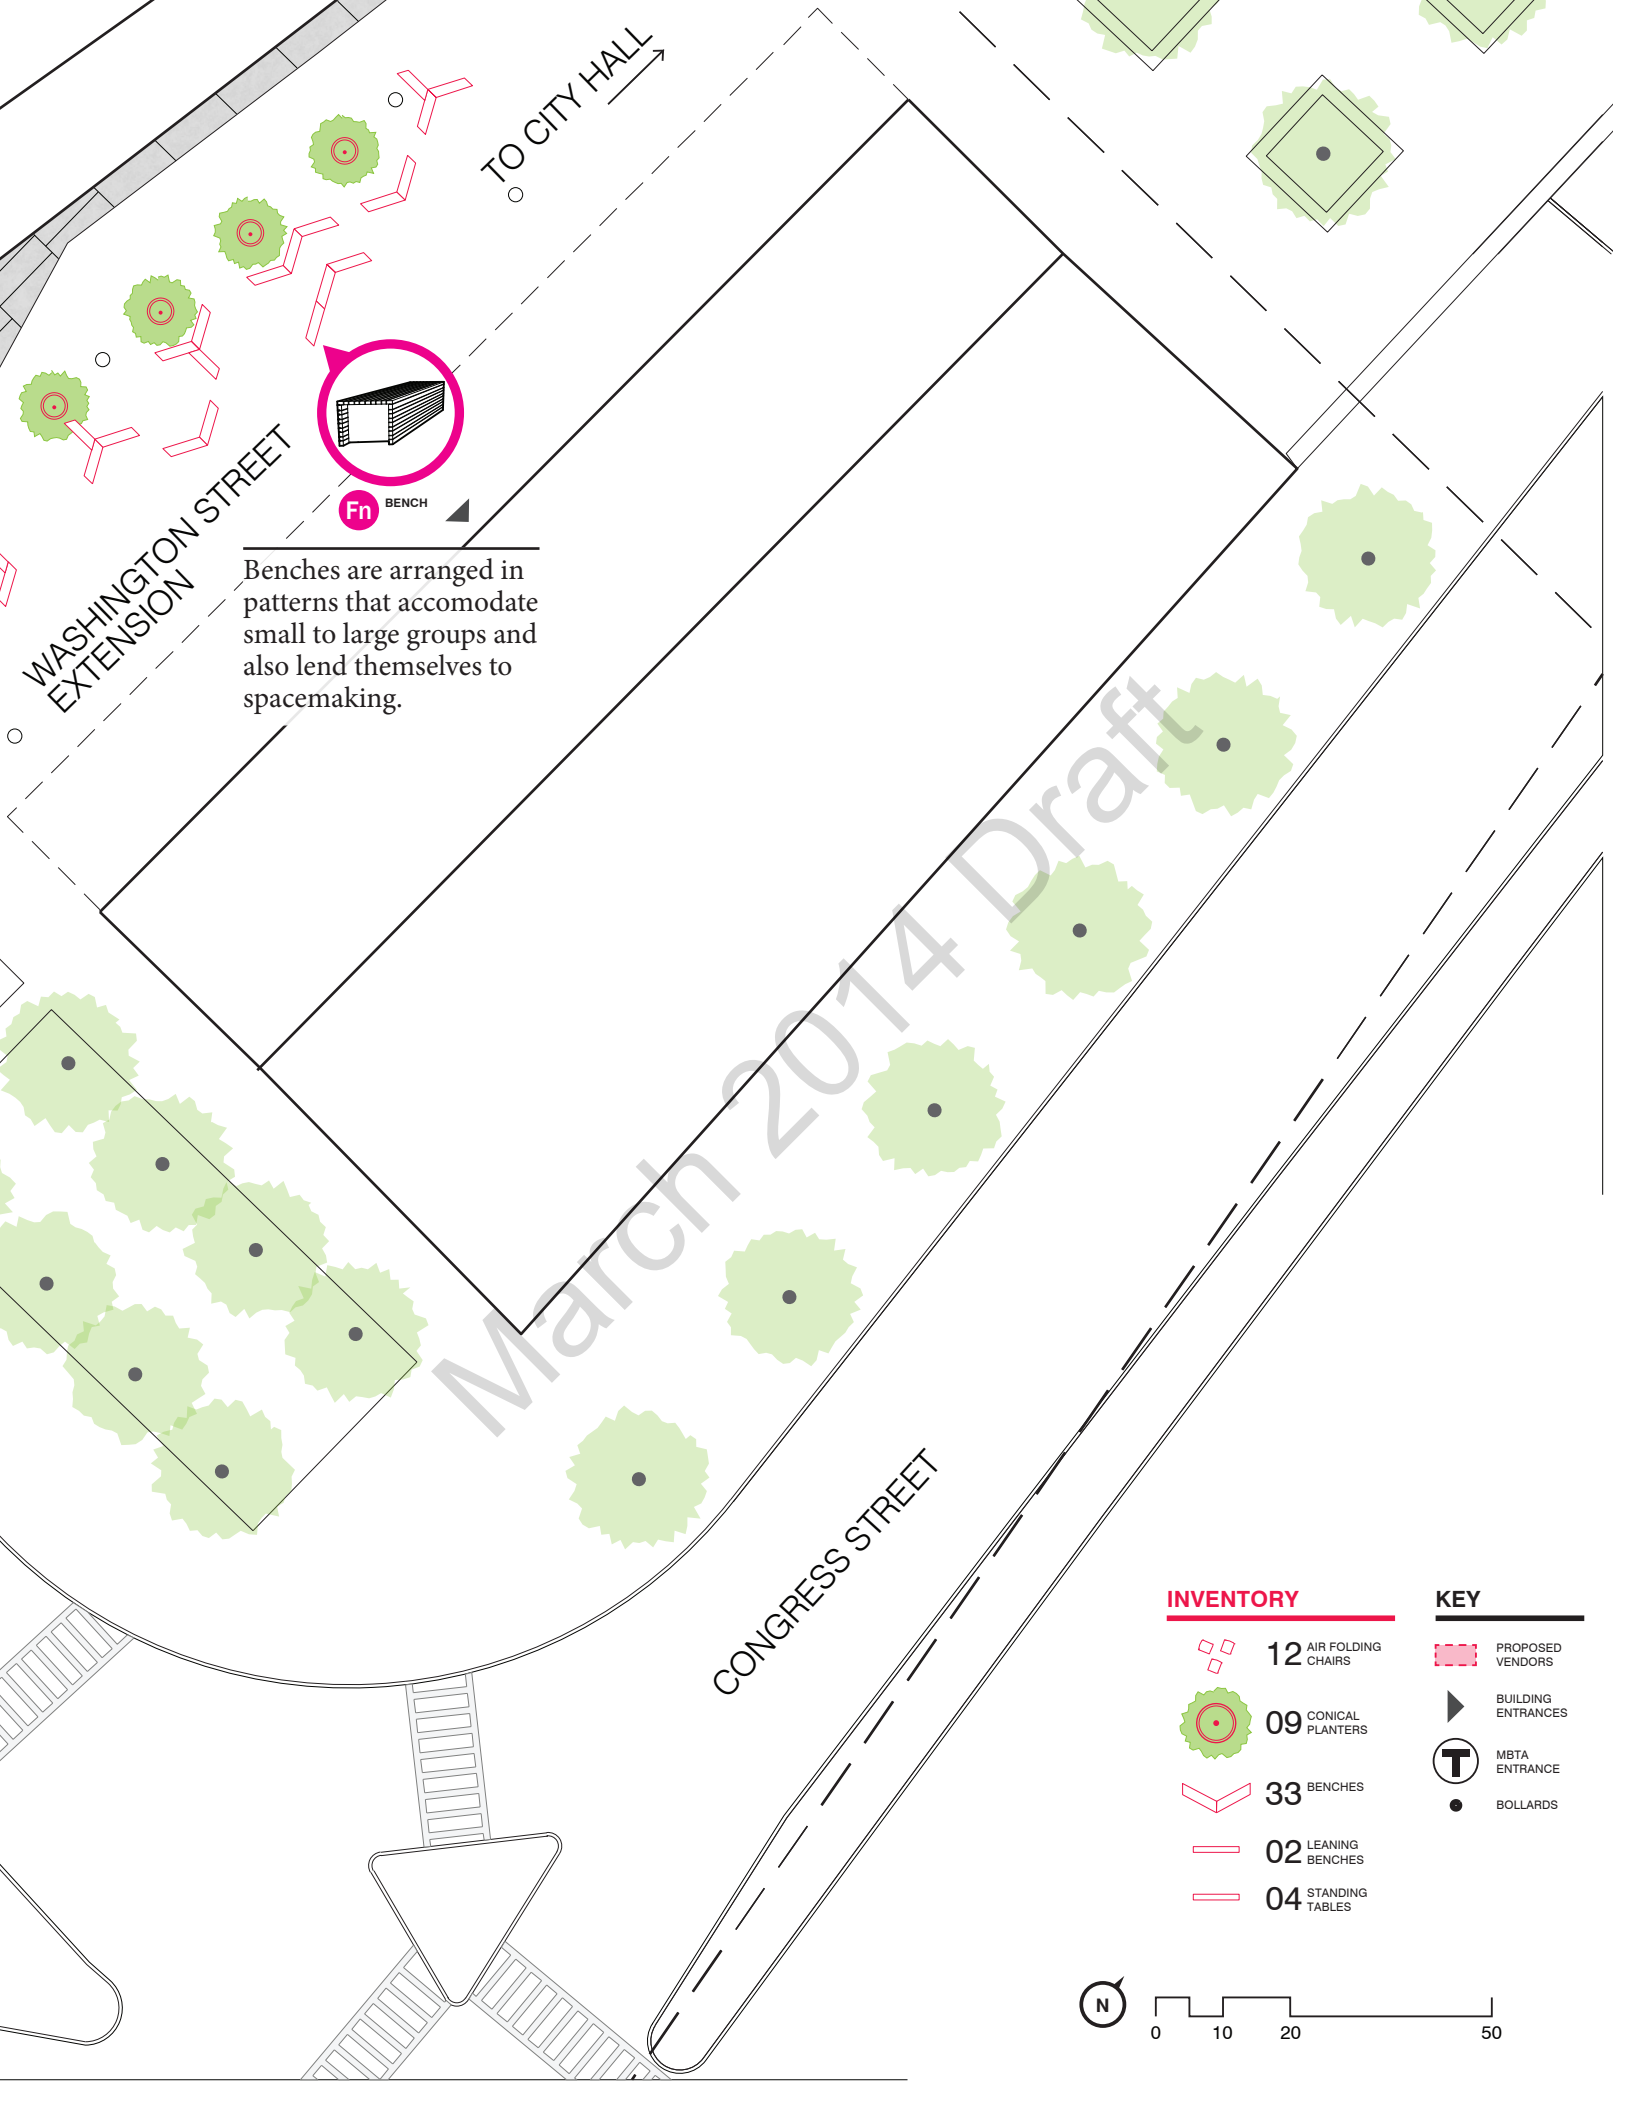 TO CITY HALL
WASHINGTON STREET
EXTENSION
Fn
BENCH
Benches are arranged in
patterns that accomodate
small to large groups and
also lend themselves to
spacemaking.
March 2014 Draft
CONGRESS STREET
INVENTORY
12 AIR FOLDING
CHAIRS
09 CONICAL
PLANTERS
33 BENCHES
02 LEANING
BENCHES
04 STANDING
TABLES
KEY
PROPOSED
VENDORS
BUILDING
ENTRANCES
T
MBTA
ENTRANCE
BOLLARDS
N
0 10 20 50